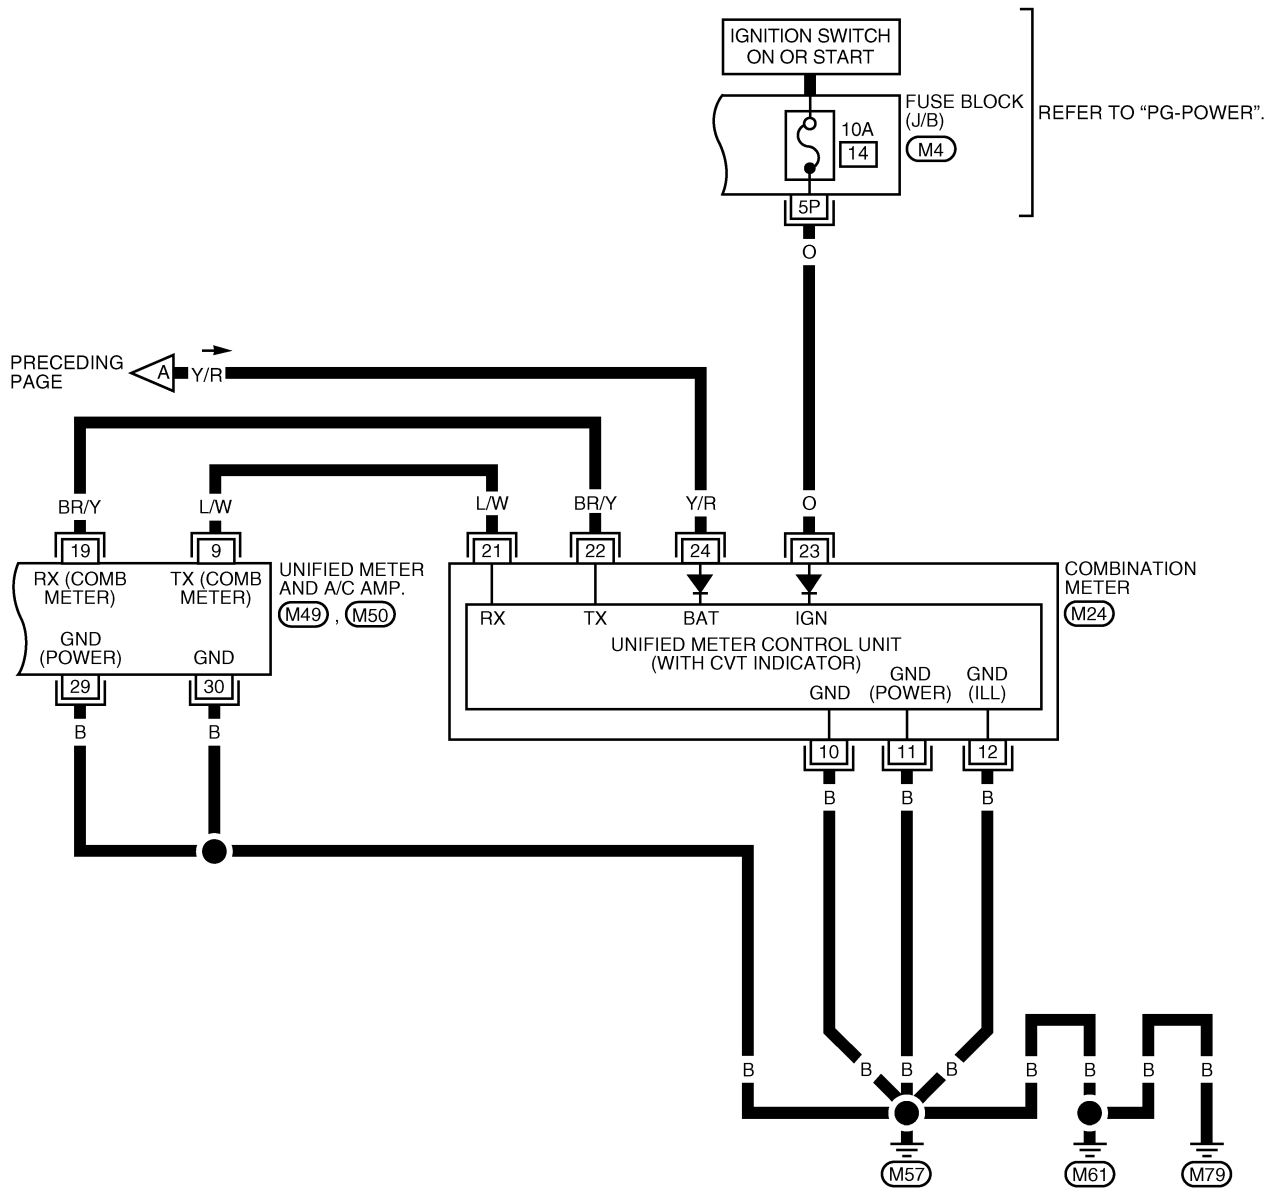 IGNITION SWITCH
ON OR START
FUSE BLOCK
(J/B)
REFER TO “PG-POWER”.
10A
14
M4
5P
O
PRECEDING
PAGE
A
Y/R
BR/Y
L/W
L/W
BR/Y
Y/R
O
19
9
21
22
24
23
RX (COMB
METER)
TX (COMB
METER)
UNIFIED METER
AND A/C AMP.
M49 , M50
COMBINATION
METER
M24
RX
TX
BAT
IGN
UNIFIED METER CONTROL UNIT
(WITH CVT INDICATOR)
GND
(POWER)
GND
GND
GND
(POWER)
GND
(ILL)
29
30
10
11
12
B
B
B
B
B
B
B
B
B
B
B
B
B
M57
M61
M79